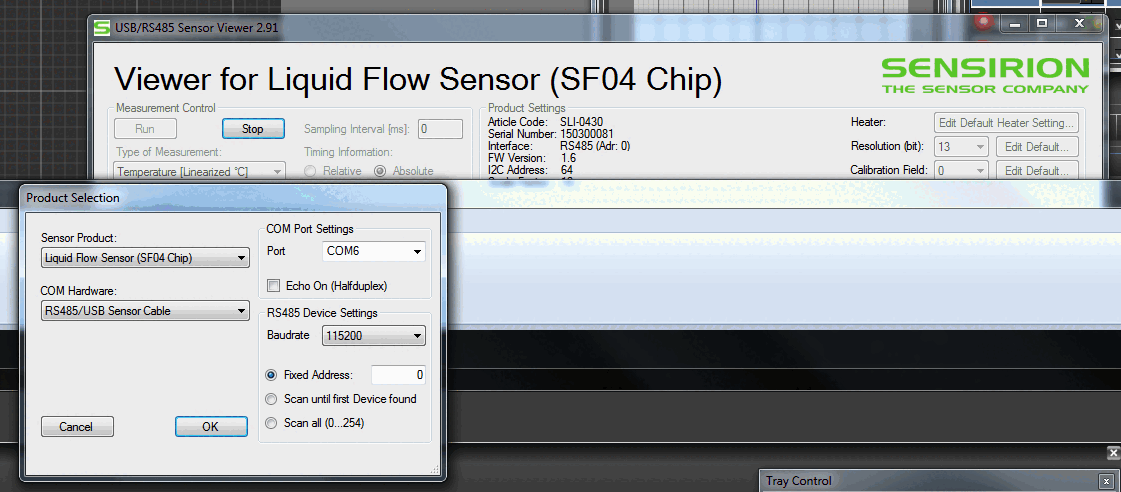 USB/RS485 Sensor Viewer 2.91
Viewer for Liquid Flow Sensor (SF04 Chip)
SENSIRION
THE SENSOR COMPANY
Measurement Control
Run
Stop
Sampling Interval [ms]:
0
Type of Measurement:
Temperature [Linearized °C]
Timing Information:
Relative
Absolute
Product Settings
Article Code: SLI-0430
Serial Number: 150300081
Interface: RS485 (Adr: 0)
FW Version: 1.6
I2C Address: 64
Heater:
Edit Default Heater Setting...
Resolution (bit):
13
Edit Default...
Calibration Field:
0
Edit Default...
Product Selection
Sensor Product:
Liquid Flow Sensor (SF04 Chip)
COM Hardware:
RS485/USB Sensor Cable
Cancel
OK
COM Port Settings
Port
COM6
Echo On (Halfduplex)
RS485 Device Settings
Baudrate
115200
Fixed Address:
0
Scan until first Device found
Scan all (0...254)
Tray Control